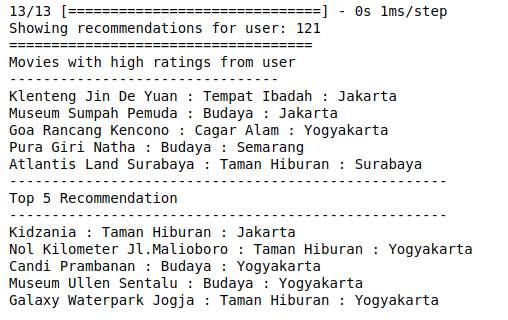 13/13 [==============================] - 0s 1ms/step
Showing recommendations for user: 121
====================================
Movies with high ratings from user
--------------------------------
Klenteng Jin De Yuan : Tempat Ibadah : Jakarta
Museum Sumpah Pemuda : Budaya : Jakarta
Goa Rancang Kencono : Cagar Alam : Yogyakarta
Pura Giri Natha : Budaya : Semarang
Atlantis Land Surabaya : Taman Hiburan : Surabaya
----------------------------------------------------
Top 5 Recommendation
----------------------------------------------------
Kidzania : Taman Hiburan : Jakarta
Nol Kilometer Jl.Malioboro : Taman Hiburan : Yogyakarta
Candi Prambanan : Budaya : Yogyakarta
Museum Ullen Sentalu : Budaya : Yogyakarta
Galaxy Waterpark Jogja : Taman Hiburan : Yogyakarta